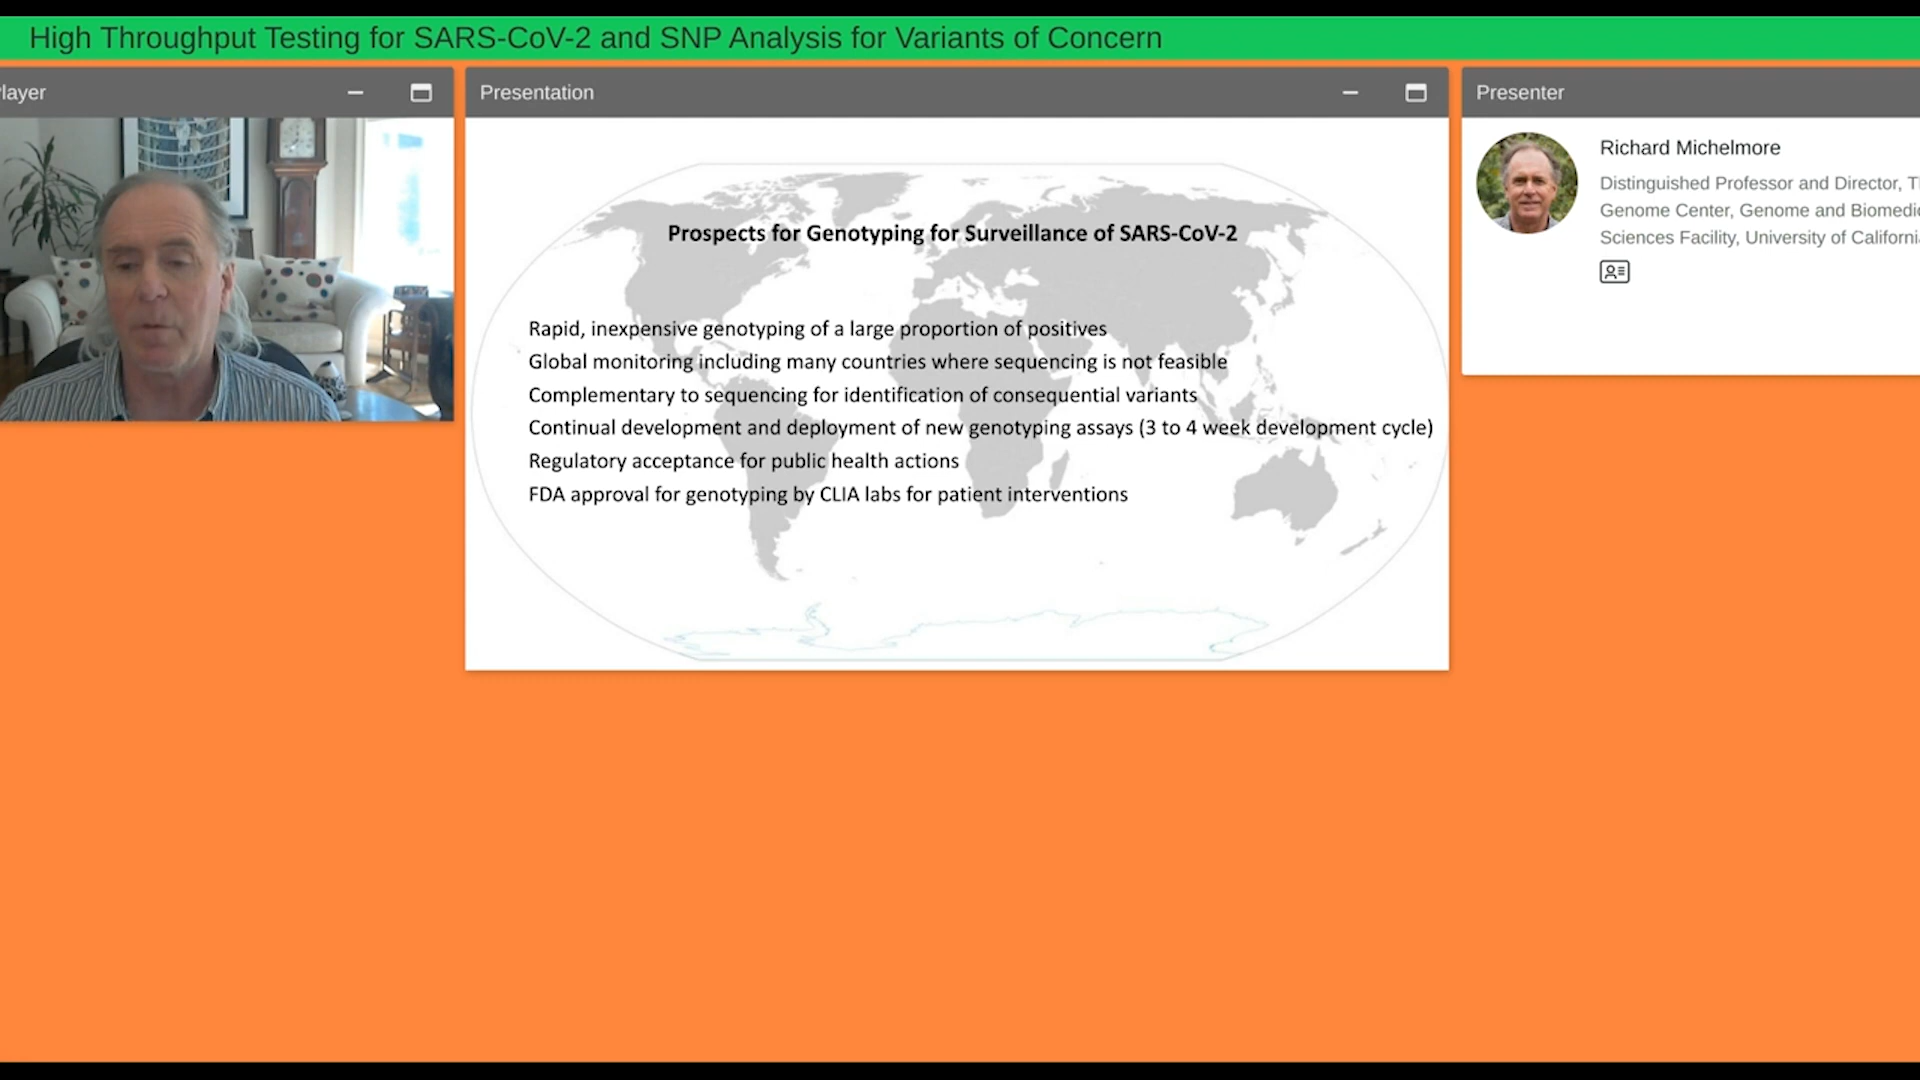 High Throughput Testing for SARS-CoV-2 and SNP Analysis for Variants of Concern
layer
Presentation
Prospects for Genotyping for Surveillance of SARS-CoV-2
Rapid, inexpensive genotyping of a large proportion of positives
Global monitoring including many countries where sequencing is not feasible
Complementary to sequencing for identification of consequential variants
Continual development and deployment of new genotyping assays (3 to 4 week development cycle)
Regulatory acceptance for public health actions
FDA approval for genotyping by CLIA labs for patient interventions
Presenter
Richard Michelmore
Distinguished Professor and Director,
Genome Center, Genome and
Sciences Facility, University of